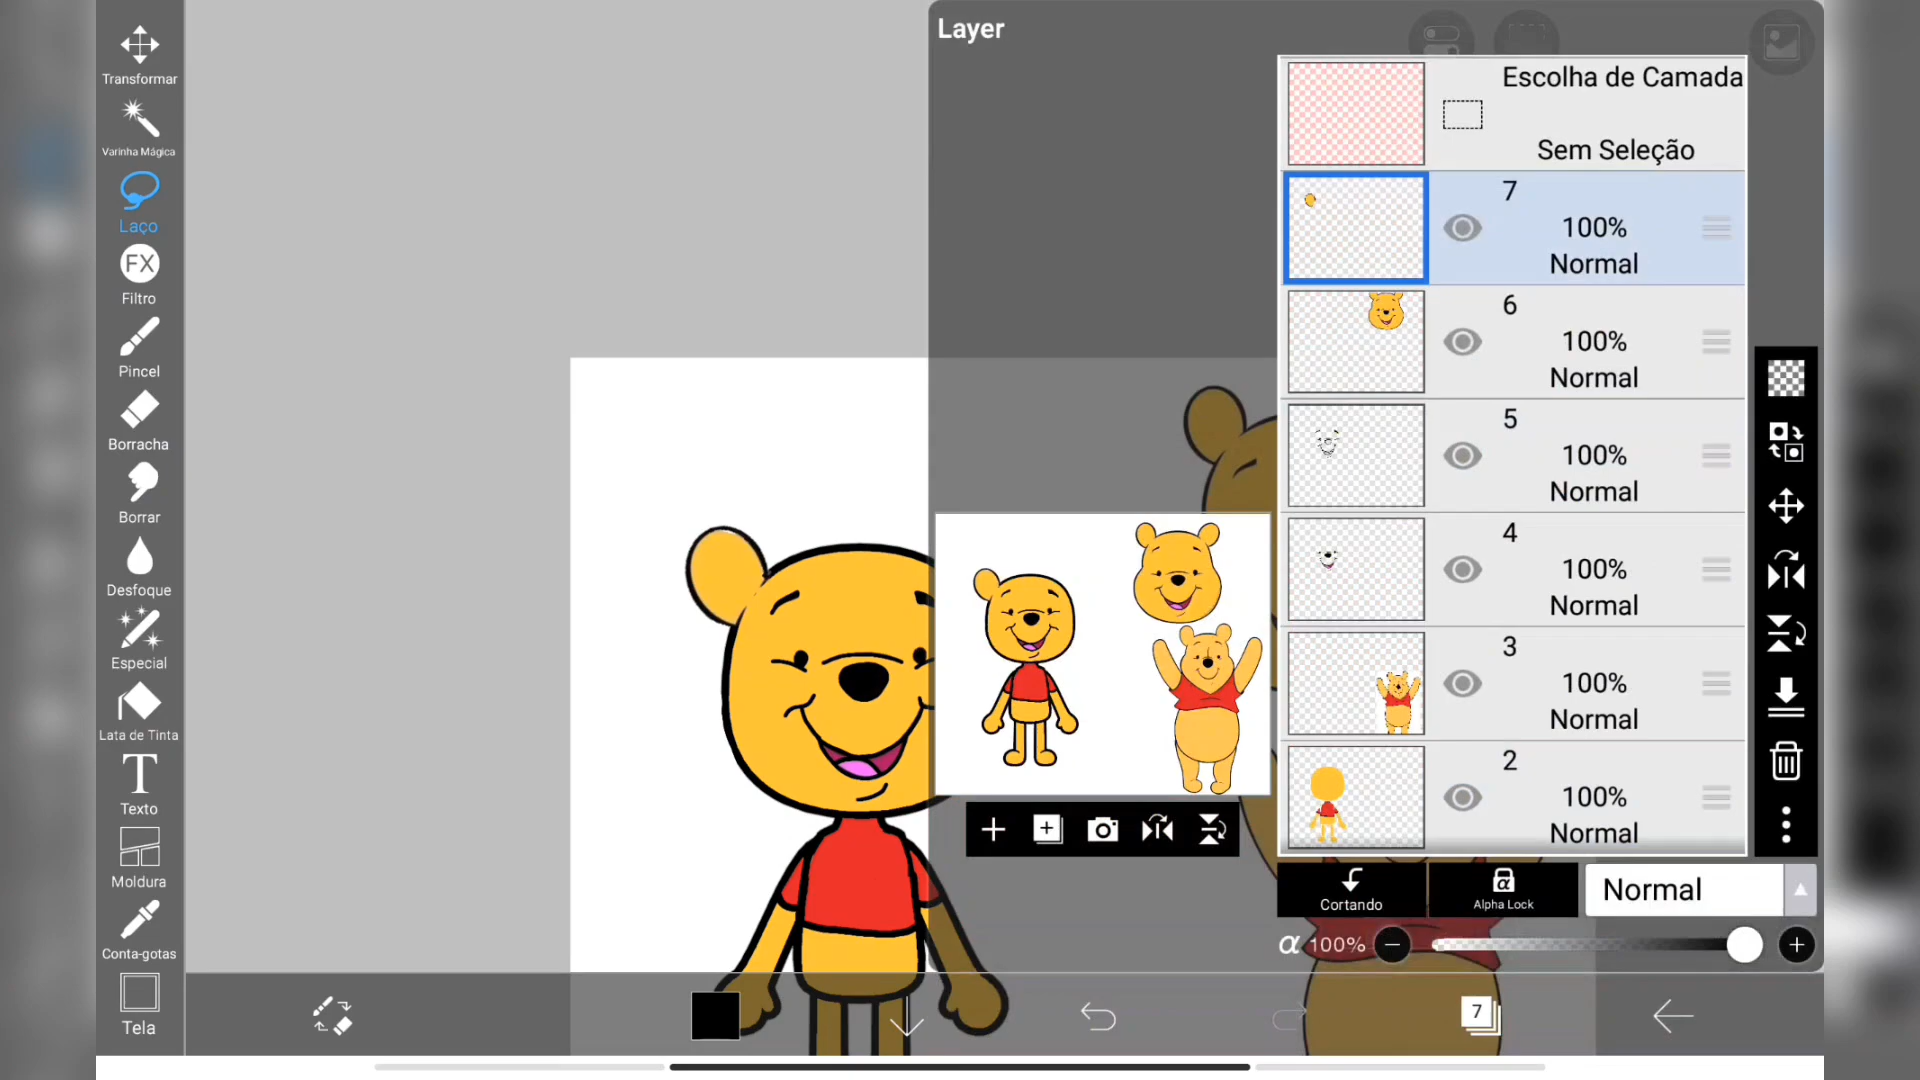 Layer
Transformar
Varinha Mágica
Laço
FX
Filtro
Pincel
Borracha
Borrar
Desfoque
Especial
Lata de Tinta
T
Texto
Moldura
Conta-gotas
Tela
Escolha de Camada
Sem Seleção
7
100%
Normal
6
100%
Normal
5
100%
Normal
4
100%
Normal
3
100%
Normal
2
100%
Normal
Cortando
α
Alpha Lock
Normal
α 100%
7